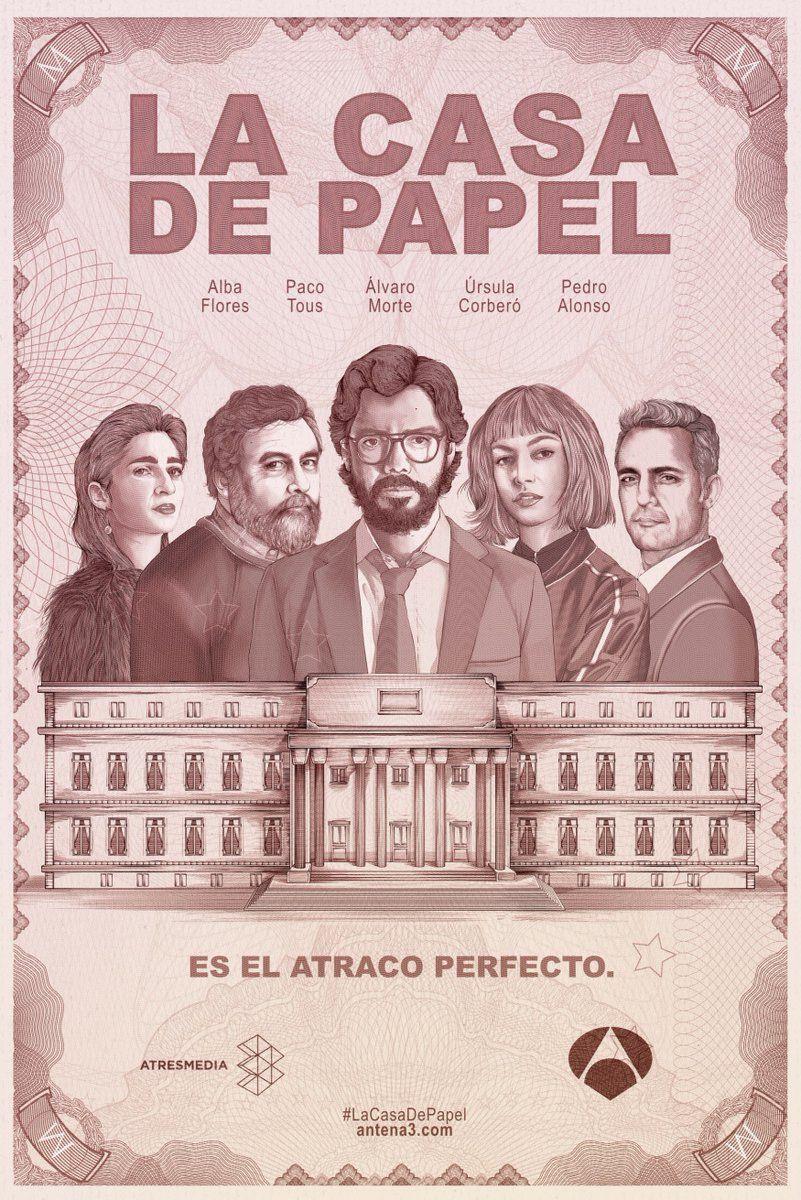 M
M
LA CASA
DE PAPEL
Alba Paco Álvaro Úrsula Pedro
Flores Tous Morte Corberó Alonso
ES EL ATRACO PERFECTO.
ATRESMEDIA
#LaCasaDePapel
antena3.com
M
M